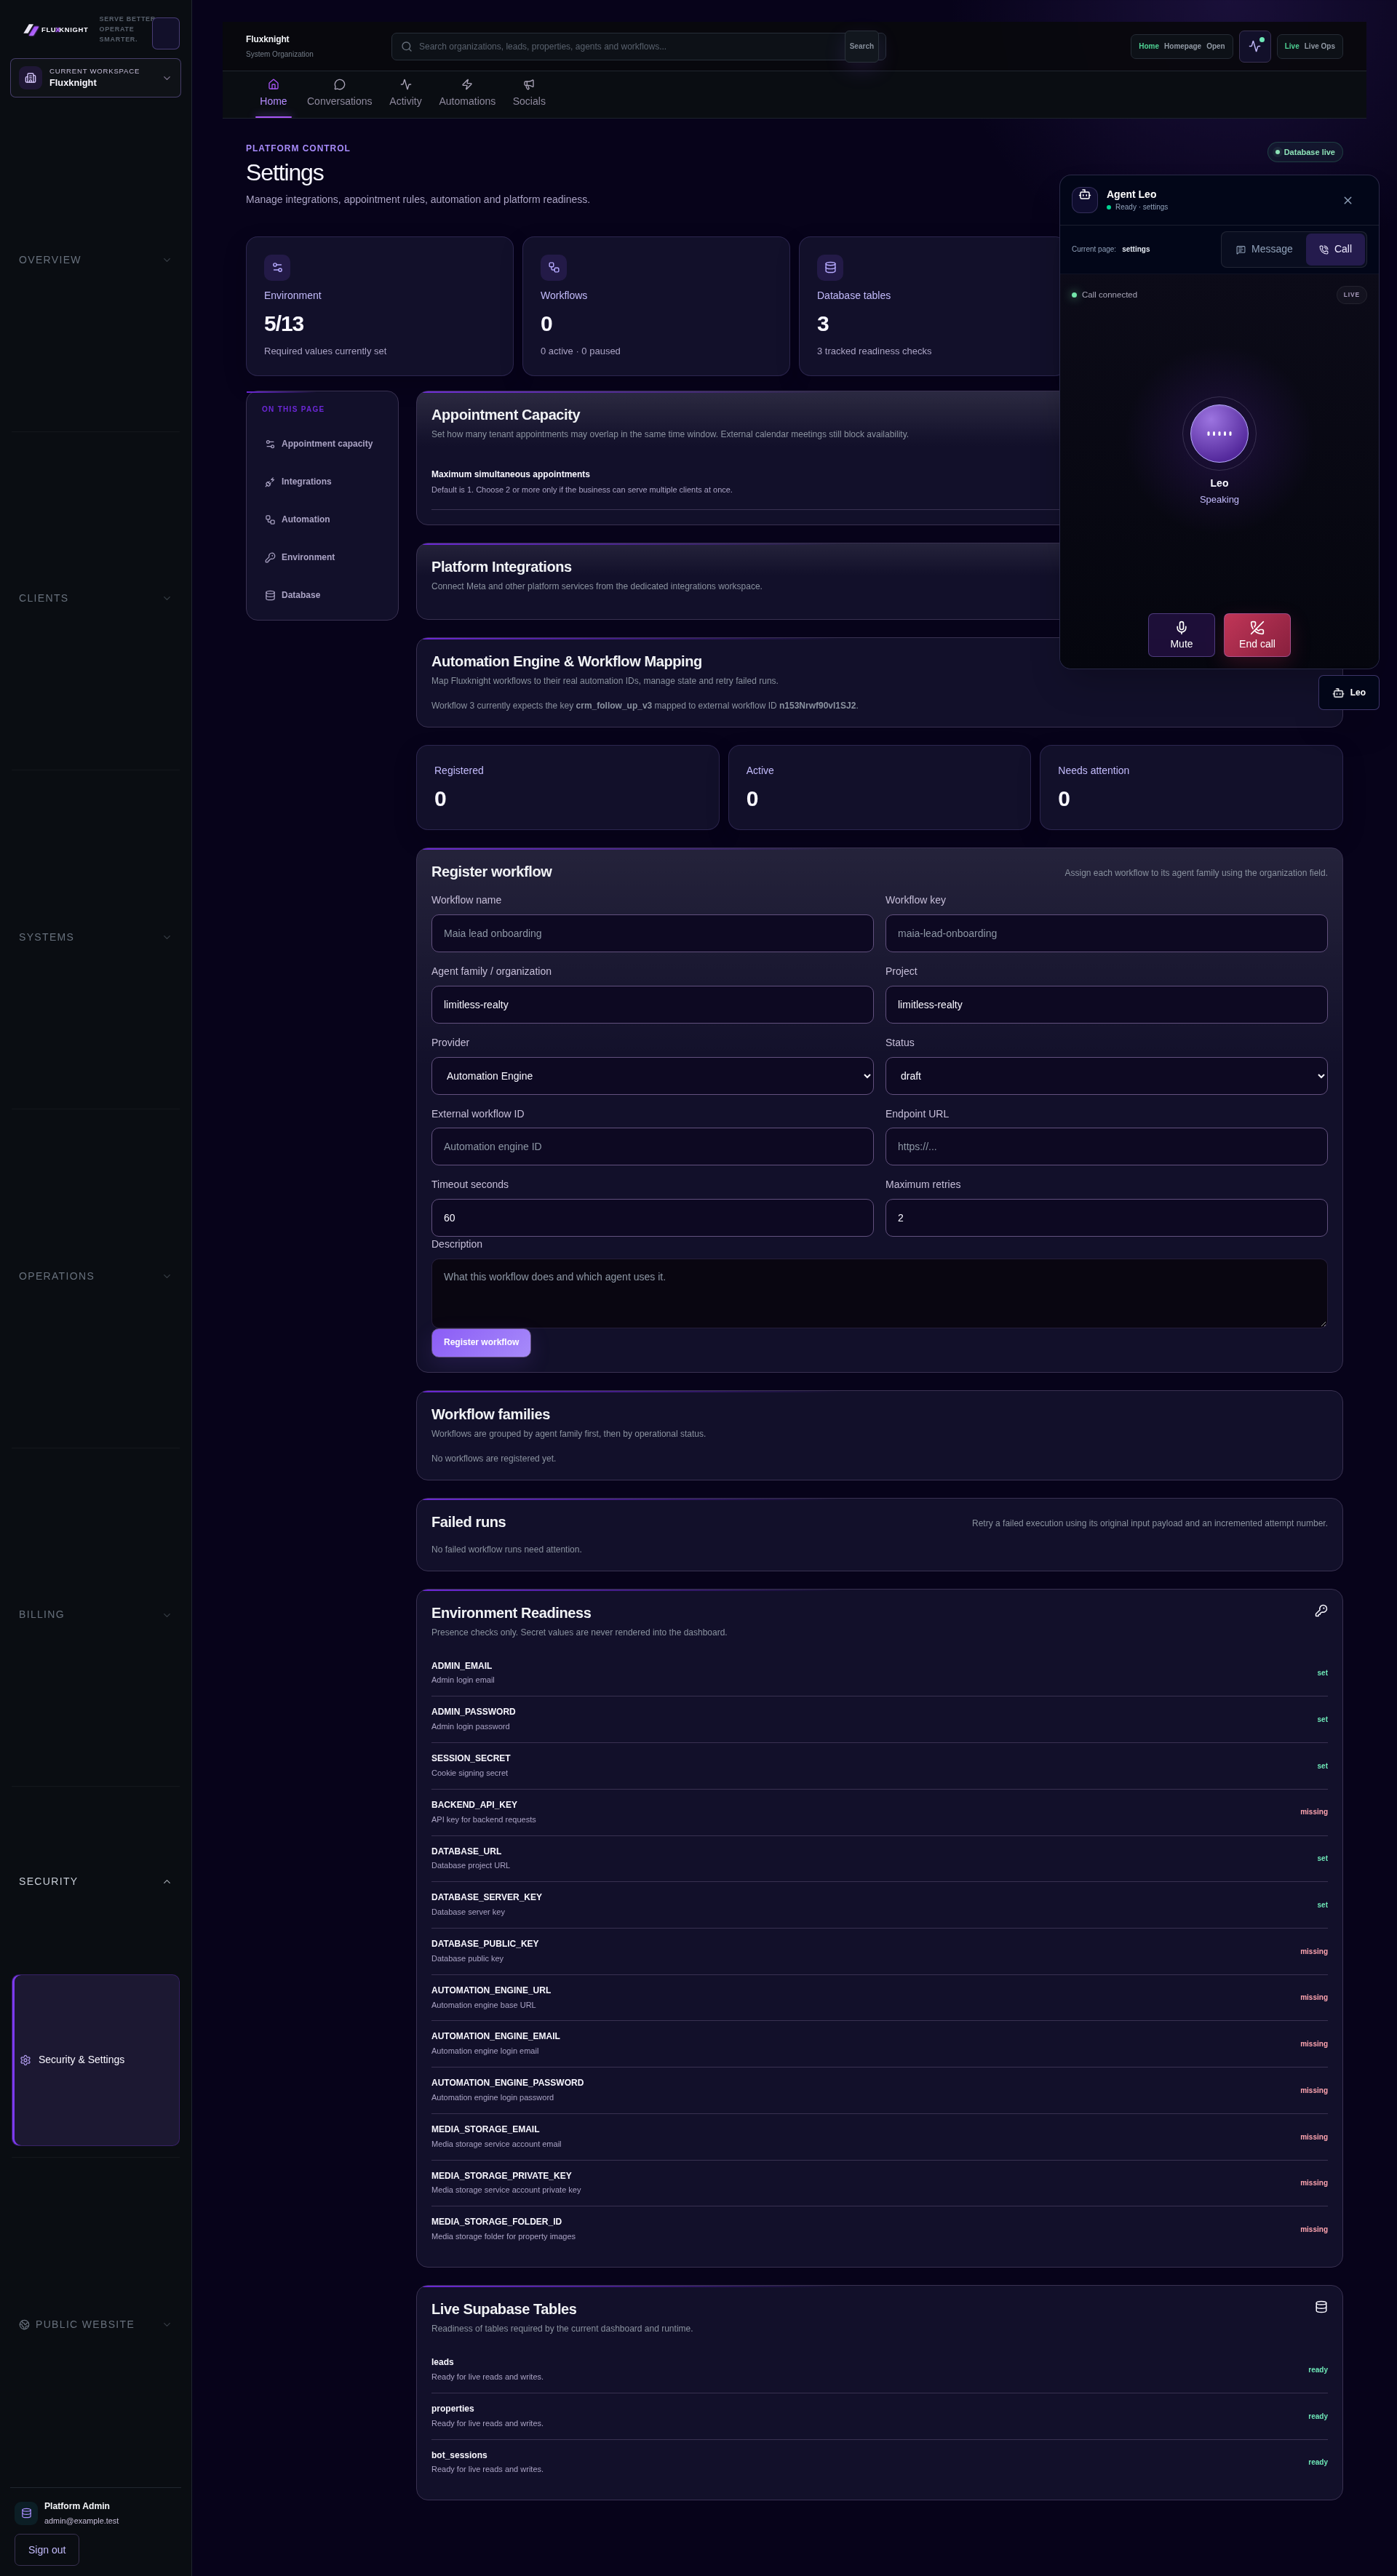 FLUXKNIGHT
SERVE BETTER.
OPERATE
SMARTER.
CURRENT WORKSPACE
Fluxknight
OVERVIEW
CLIENTS
SYSTEMS
OPERATIONS
BILLING
SECURITY
Security & Settings
PUBLIC WEBSITE
Platform Admin
admin@example.test
Sign out
Fluxknight
System Organization
Search organizations, leads, properties, agents and workflows...
Search
Home Homepage Open
Live Live Ops
Home
Conversations
Activity
Automations
Socials
PLATFORM CONTROL
Settings
Manage integrations, appointment rules, automation and platform readiness.
Database live
Environment
5/13
Required values currently set
Workflows
0
0 active · 0 paused
Database tables
3
3 tracked readiness checks
Agent Leo
Ready · settings
Current page: settings
Message
Call
Call connected
LIVE
Leo
Speaking
Mute
End call
Leo
ON THIS PAGE
Appointment capacity
Integrations
Automation
Environment
Database
Appointment Capacity
Set how many tenant appointments may overlap in the same time window. External calendar meetings still block availability.
Maximum simultaneous appointments
Default is 1. Choose 2 or more only if the business can serve multiple clients at once.
Platform Integrations
Connect Meta and other platform services from the dedicated integrations workspace.
Automation Engine & Workflow Mapping
Map Fluxknight workflows to their real automation IDs, manage state and retry failed runs.
Workflow 3 currently expects the key crm_follow_up_v3 mapped to external workflow ID n153Nrwf90vl1SJ2.
Registered
0
Active
0
Needs attention
0
Register workflow
Assign each workflow to its agent family using the organization field.
Workflow name
Workflow key
Maia lead onboarding
maia-lead-onboarding
Agent family / organization
Project
limitless-realty
limitless-realty
Provider
Status
Automation Engine
draft
External workflow ID
Endpoint URL
Automation engine ID
https://...
Timeout seconds
Maximum retries
60
2
Description
What this workflow does and which agent uses it.
Register workflow
Workflow families
Workflows are grouped by agent family first, then by operational status.
No workflows are registered yet.
Failed runs
Retry a failed execution using its original input payload and an incremented attempt number.
No failed workflow runs need attention.
Environment Readiness
Presence checks only. Secret values are never rendered into the dashboard.
ADMIN_EMAIL
Admin login email
set
ADMIN_PASSWORD
Admin login password
set
SESSION_SECRET
Cookie signing secret
set
BACKEND_API_KEY
API key for backend requests
missing
DATABASE_URL
Database project URL
set
DATABASE_SERVER_KEY
Database server key
set
DATABASE_PUBLIC_KEY
Database public key
missing
AUTOMATION_ENGINE_URL
Automation engine base URL
missing
AUTOMATION_ENGINE_EMAIL
Automation engine login email
missing
AUTOMATION_ENGINE_PASSWORD
Automation engine login password
missing
MEDIA_STORAGE_EMAIL
Media storage service account email
missing
MEDIA_STORAGE_PRIVATE_KEY
Media storage service account private key
missing
MEDIA_STORAGE_FOLDER_ID
Media storage folder for property images
missing
Live Supabase Tables
Readiness of tables required by the current dashboard and runtime.
leads
Ready for live reads and writes.
ready
properties
Ready for live reads and writes.
ready
bot_sessions
Ready for live reads and writes.
ready